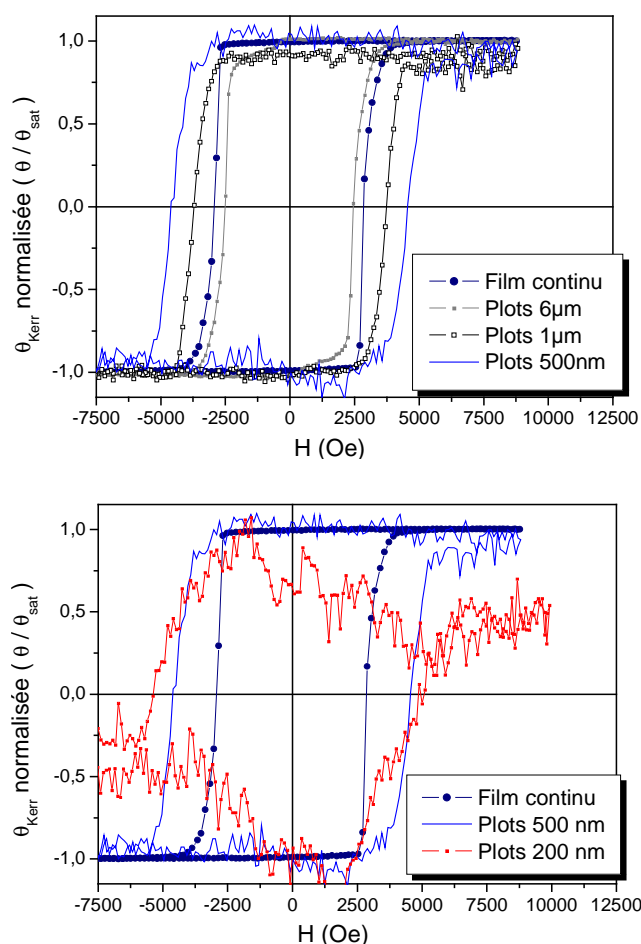 1,0
0,5
0,0
-0,5
-1,0
θKerr normalisée ( θ / θsat)
Film continu
Plots 6µm
Plots 1µm
Plots 500nm
-7500 -5000 -2500 0 2500 5000 7500 10000 12500
H (Oe)
1,0
0,5
0,0
-0,5
-1,0
θKerr normalisée ( θ / θsat)
Film continu
Plots 500 nm
Plots 200 nm
-7500 -5000 -2500 0 2500 5000 7500 10000 12500
H (Oe)